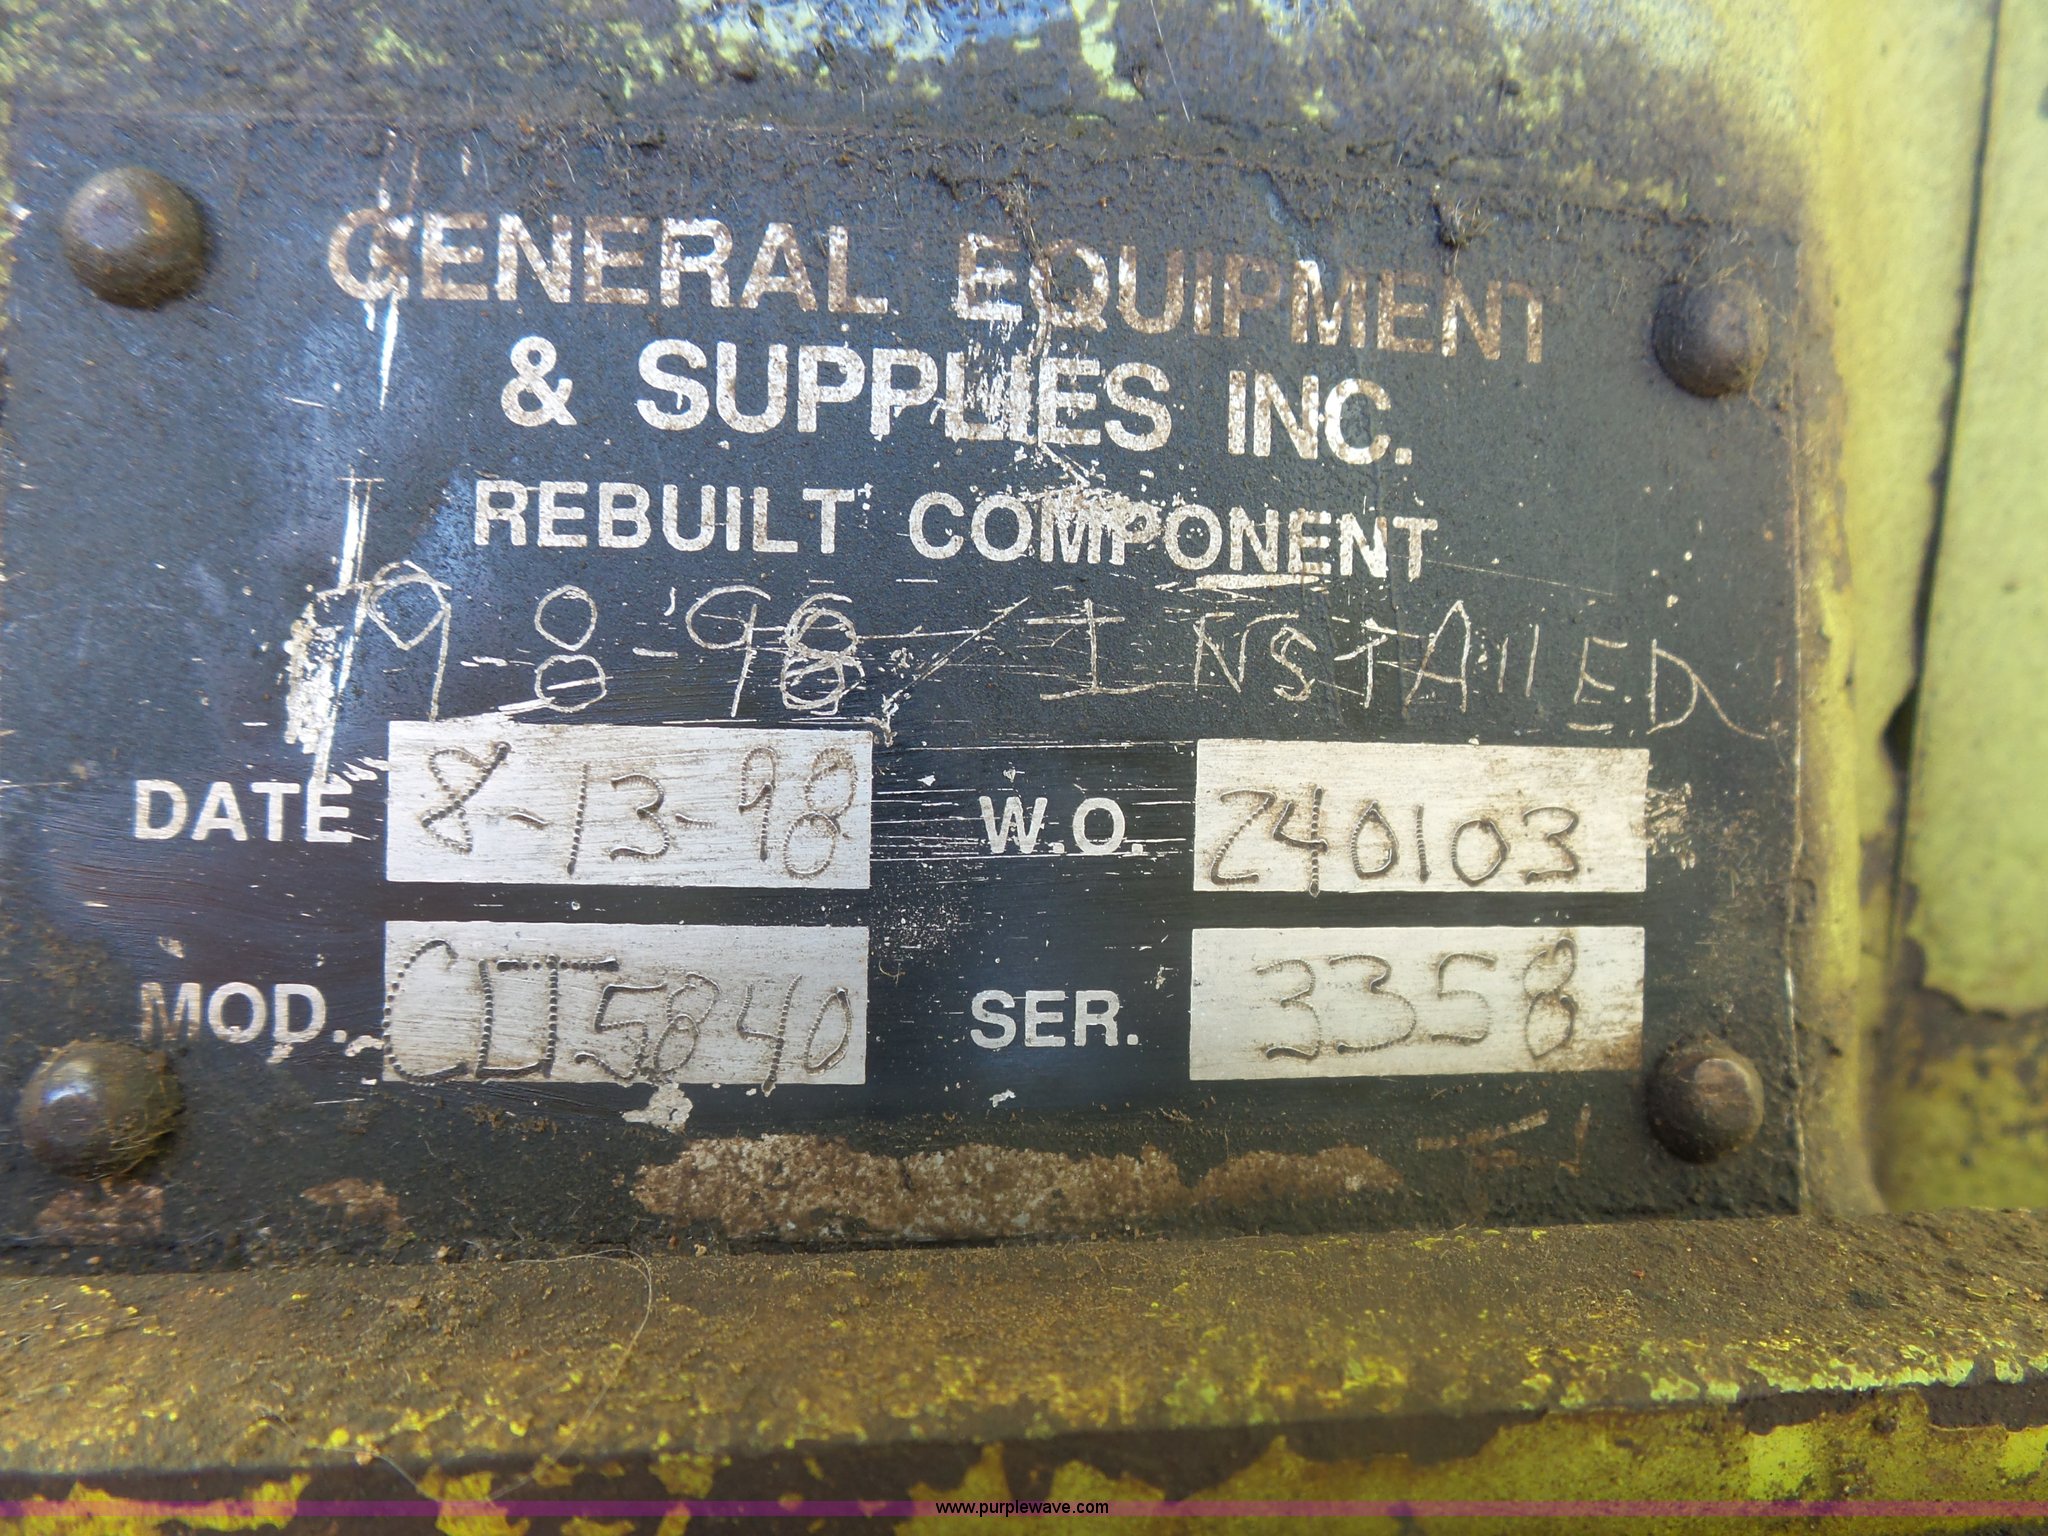 GENERAL EQUIPMENT
& SUPPLIES INC.
REBUILT COMPONENT
9-8-98 INSTAllED
DATE 8-13-98 W.O. 240103
MOD. CLT5840 SER. 3358
www.purplewave.com